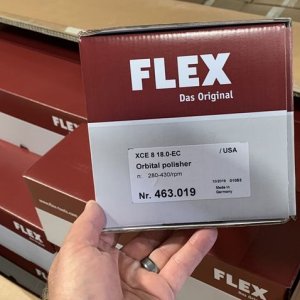 FLEX
Das Original
XCE 8 18.0-EC / USA
Orbital polisher
n: 280-430/rpm
Nr. 463.019
Made in
Germany
FLEX
FLEX